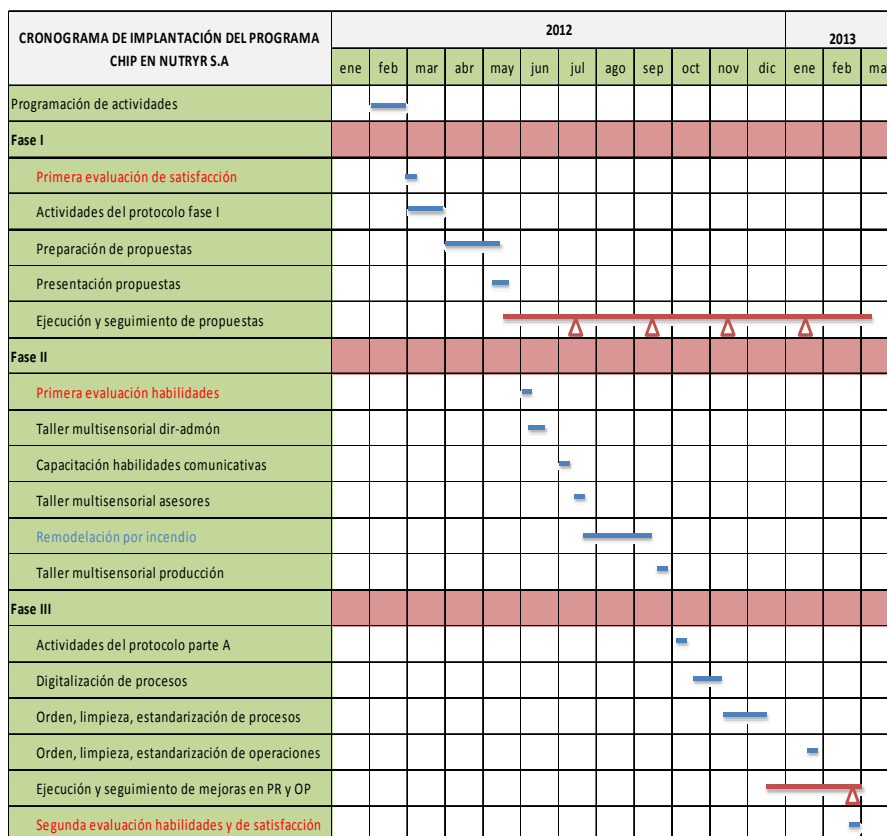 CRONOGRAMA DE IMPLANTACIÓN DEL PROGRAMA
CHIP EN NUTRYR S.A
2012
2013
ene feb mar abr may jun jul ago sep oct nov dic ene feb ma
Programación de actividades
Fase I
Primera evaluación de satisfacción
Actividades del protocolo fase I
Preparación de propuestas
Presentación propuestas
Ejecución y seguimiento de propuestas
Fase II
Primera evaluación habilidades
Taller multisensorial dir-admón
Capacitación habilidades comunicativas
Taller multisensorial asesores
Remodelación por incendio
Taller multisensorial producción
Fase III
Actividades del protocolo parte A
Digitalización de procesos
Orden, limpieza, estandarización de procesos
Orden, limpieza, estandarización de operaciones
Ejecución y seguimiento de mejoras en PR y OP
Segunda evaluación habilidades y de satisfacción